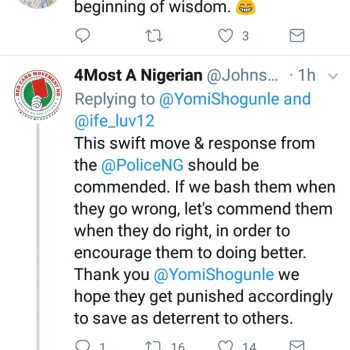 beginning of wisdom. 😁
3
4Most A Nigerian @Johns... · 1h
Replying to @YomiShogunle and
@ife_luv12
This swift move & response from
the @PoliceNG should be
commended. If we bash them when
they go wrong, let's commend them
when they do right, in order to
encourage them to doing better.
Thank you @YomiShogunle we
hope they get punished accordingly
to save as deterrent to others.
1 16 14